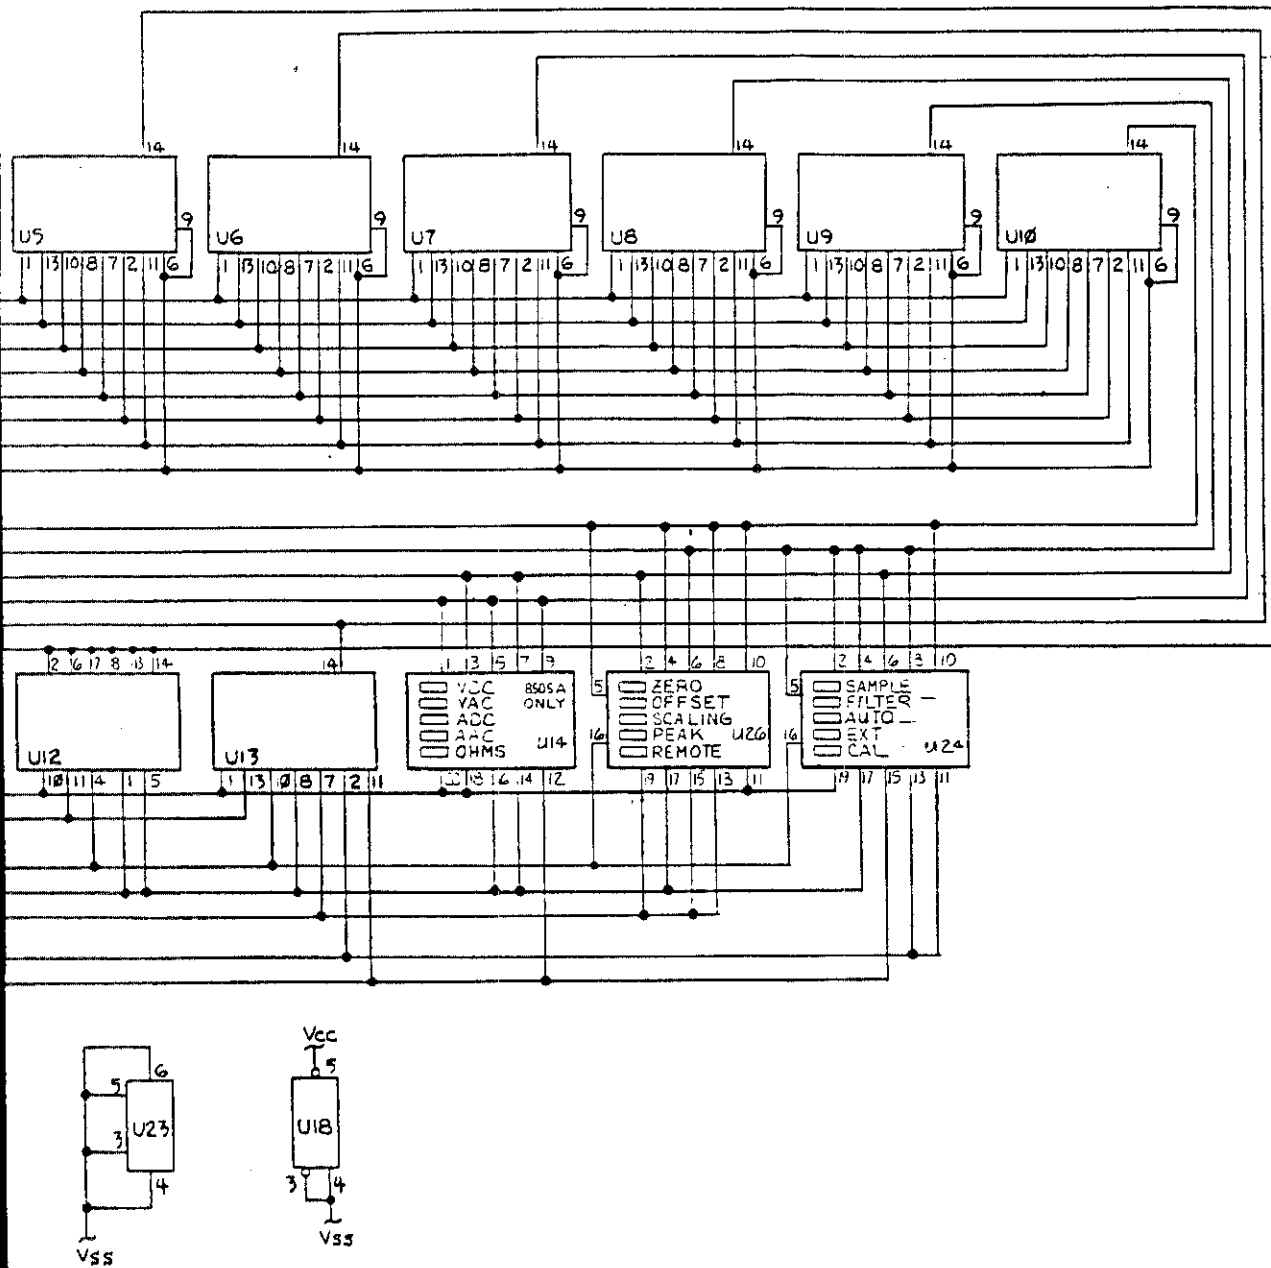 14 14 14 14 14 14
9 9 9 9 9 9
U5 U6 U7 U8 U9 U10
1 13 10 8 7 2 11 6 1 13 10 8 7 2 11 6 1 13 10 8 7 2 11 6 1 13 10 8 7 2 11 6 1 13 10 8 7 2 11 6 1 13 10 8 7 2 11 6
2 16 17 8 13 14 14 1 3 5 7 9 2 4 6 8 10 2 4 6 8 10
U12
U13
VDC 8505A
VAC ONLY
ADC
AAC
OHMS U14
5 ZERO
OFFSET
SCALING
16 PEAK U26
REMOTE
5 SAMPLE
FILTER
AUTO
16 EXT
CAL U24
10 11 4 1 5 1 13 10 8 7 2 11 18 16 14 12 19 17 15 13 11 19 17 15 13 11
6
5
U23
3
4
VSS
VCC
5
U18
3 4
VSS